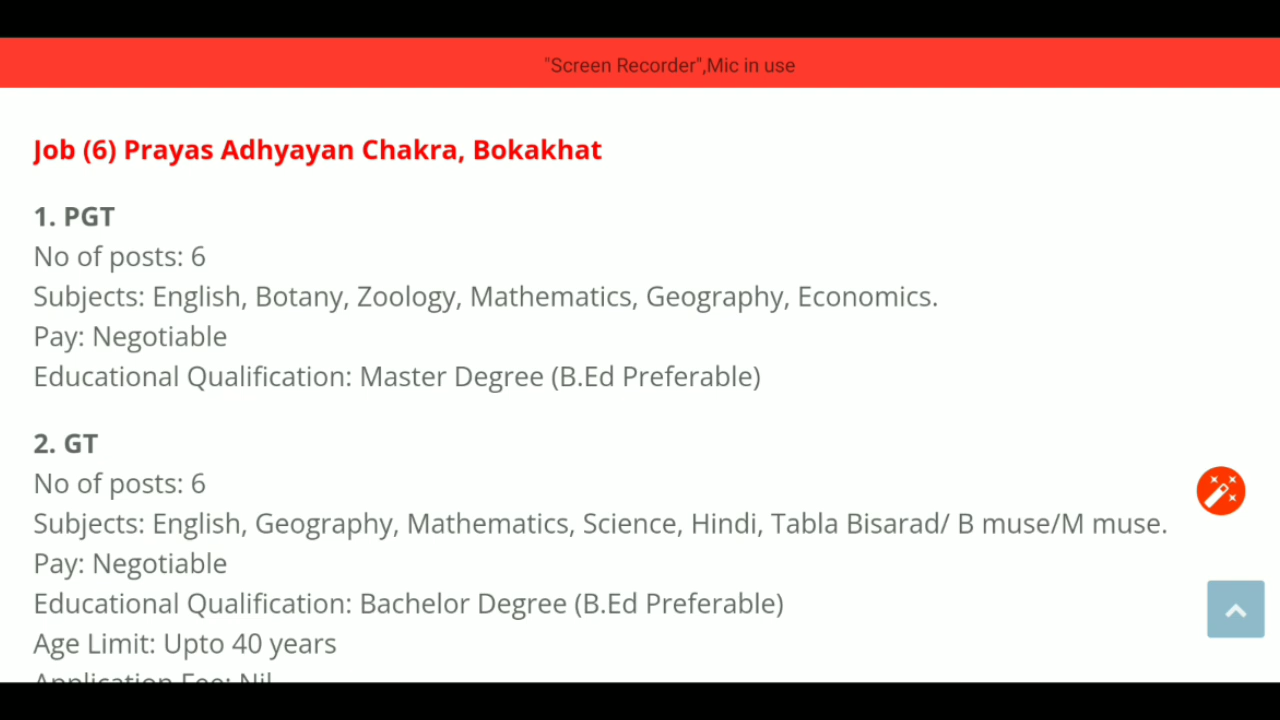 "Screen Recorder",Mic in use
Job (6) Prayas Adhyayan Chakra, Bokakhat
1. PGT
No of posts: 6
Subjects: English, Botany, Zoology, Mathematics, Geography, Economics.
Pay: Negotiable
Educational Qualification: Master Degree (B.Ed Preferable)
2. GT
No of posts: 6
Subjects: English, Geography, Mathematics, Science, Hindi, Tabla Bisarad/ B muse/M muse.
Pay: Negotiable
Educational Qualification: Bachelor Degree (B.Ed Preferable)
Age Limit: Upto 40 years
Application Fee: Nil